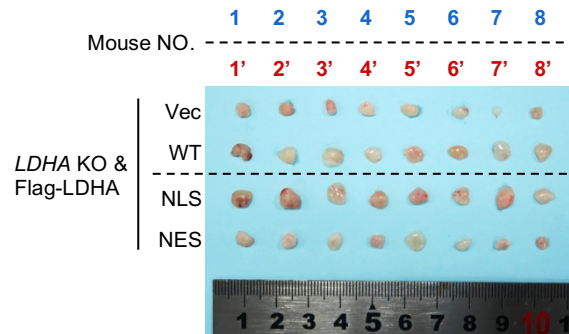 1 2 3 4 5 6 7 8
Mouse NO.
1’ 2’ 3’ 4’ 5’ 6’ 7’ 8’
Vec
LDHA KO &
Flag-LDHA
WT
NLS
NES
1 2 3 4 5 6 7 8 9 10 1